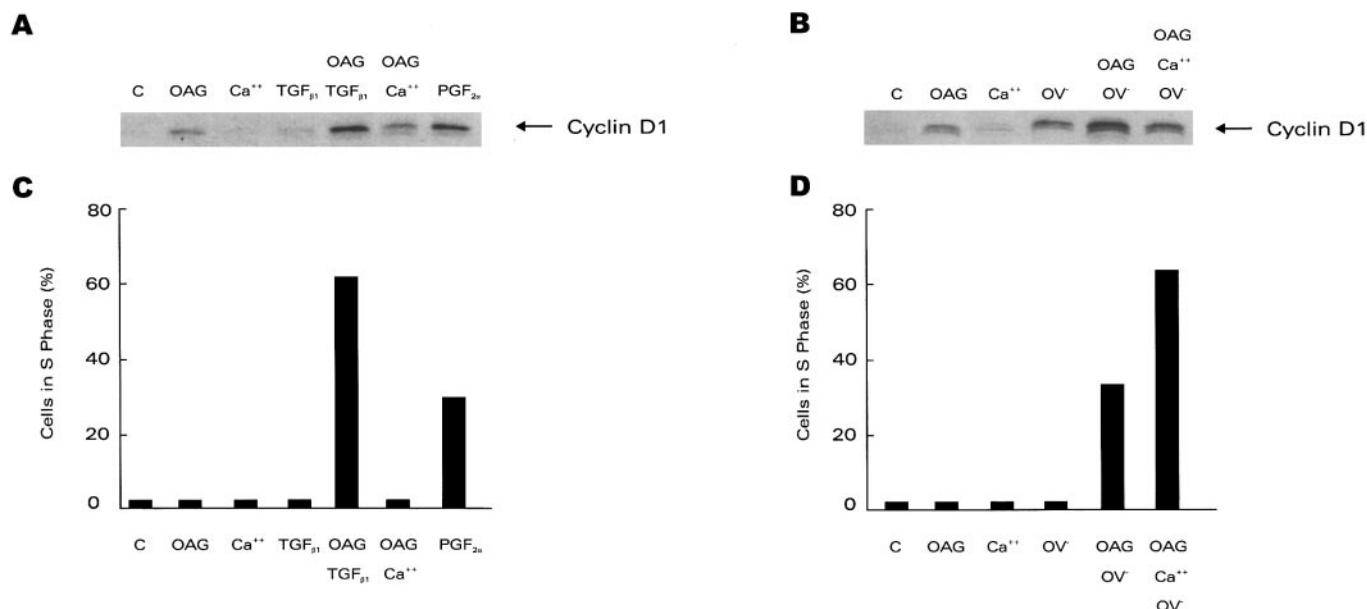 A
OAG OAG
C OAG Ca⁺⁺ TGFβ1 TGFβ1 Ca⁺⁺ PGF2α
← Cyclin D1
B
OAG
OAG Ca⁺⁺
C OAG Ca⁺⁺ OV⁻ OV⁻ OV⁻
← Cyclin D1
C
Cells in S Phase (%)
80
60
40
20
0
C OAG Ca⁺⁺ TGFβ1 OAG OAG PGF2α
TGFβ1 Ca⁺⁺
D
Cells in S Phase (%)
80
60
40
20
0
C OAG Ca⁺⁺ OV⁻ OAG OAG
OV⁻ Ca⁺⁺
OV⁻